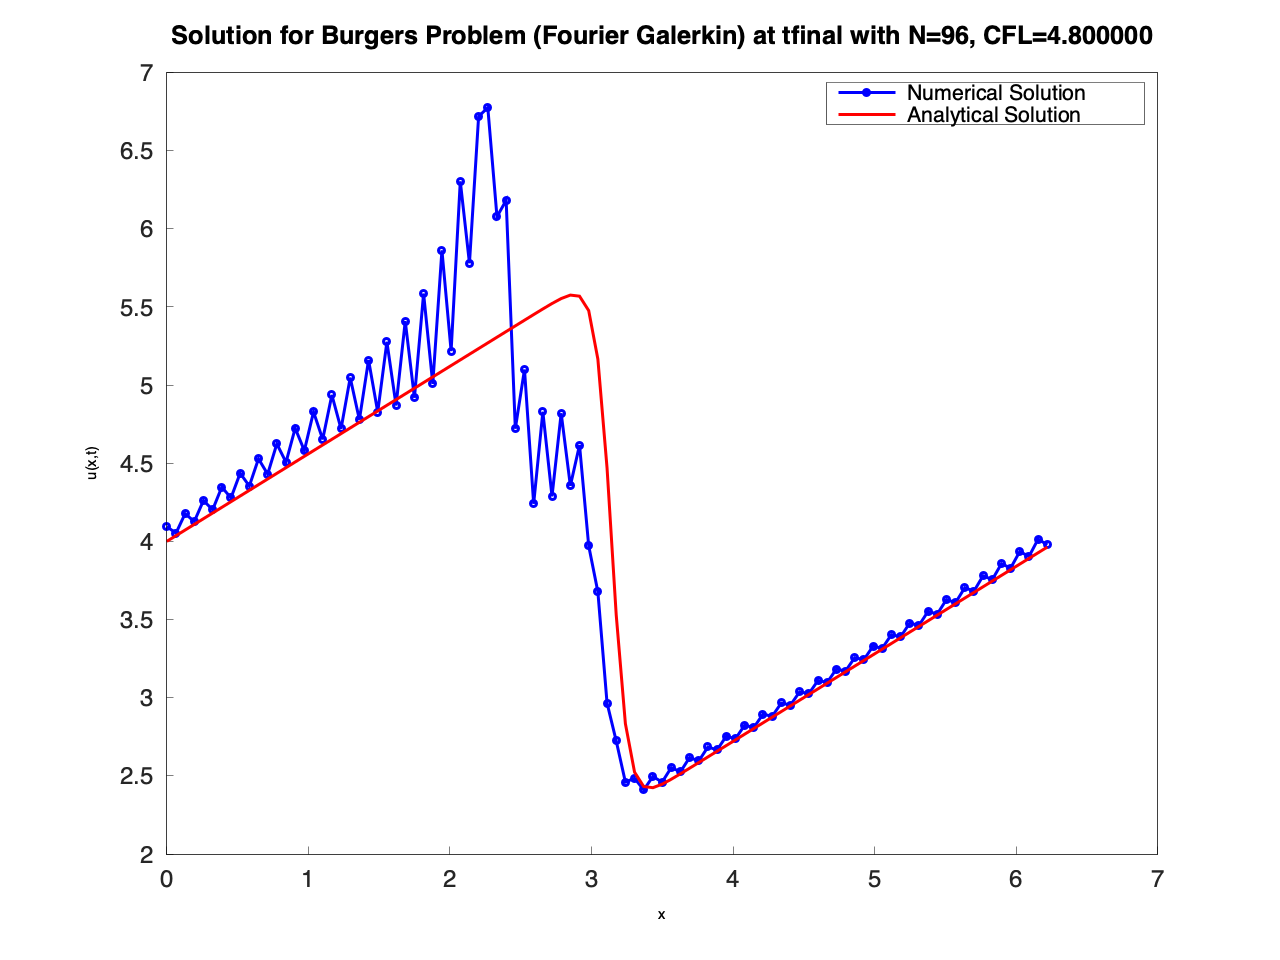 Solution for Burgers Problem (Fourier Galerkin) at tfinal with N=96, CFL=4.800000
7
6.5
6
5.5
5
4.5
4
3.5
3
2.5
2
u(x,t)
Numerical Solution
Analytical Solution
0 1 2 3 4 5 6 7
x